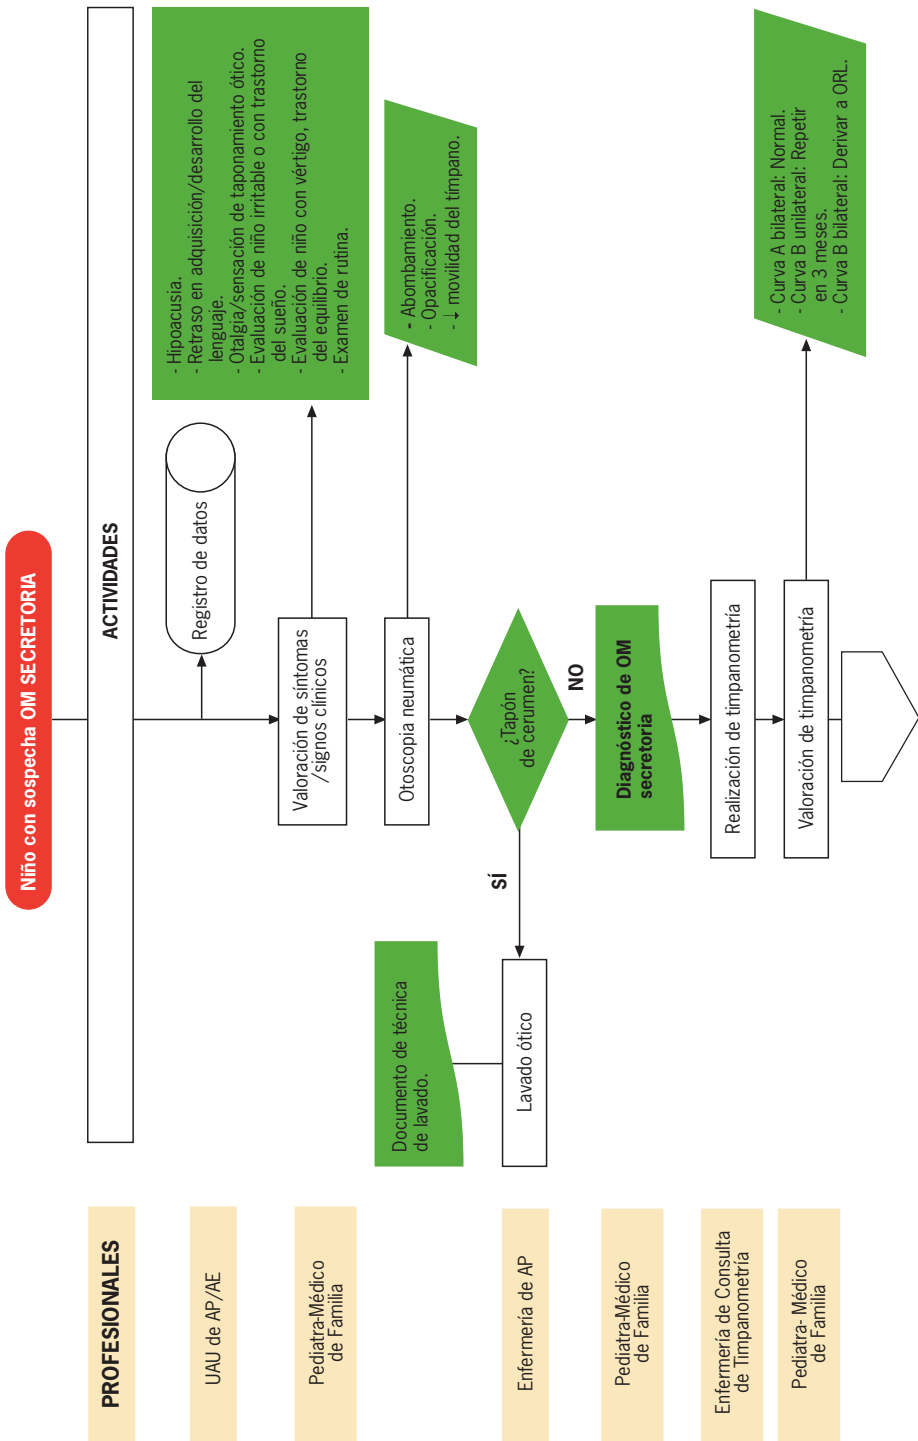 Niño con sospecha OM SECRETORIA
PROFESIONALES
ACTIVIDADES
UAU de AP/AE
Registro de datos
Pediatra-Médico
de Familia
Valoración de síntomas
/signos clínicos
- Hipoacusia.
- Retraso en adquisición/desarrollo del
lenguaje.
- Otalgia/sensación de taponamiento ótico.
- Evaluación de niño irritable o con trastorno
del sueño.
- Evaluación de niño con vértigo, trastorno
del equilibrio.
- Examen de rutina.
Otoscopia neumática
- Abombamiento.
- Opacificación.
- ↓ movilidad del tímpano.
Documento de técnica
de lavado.
Enfermería de AP
Lavado ótico
SÍ
¿Tapón
de cerumen?
NO
Pediatra-Médico
de Familia
Diagnóstico de OM
secretoria
Enfermería de Consulta
de Timpanometría
Realización de timpanometría
Pediatra- Médico
de Familia
Valoración de timpanometría
- Curva A bilateral: Normal.
- Curva B unilateral: Repetir
en 3 meses.
- Curva B bilateral: Derivar a ORL.